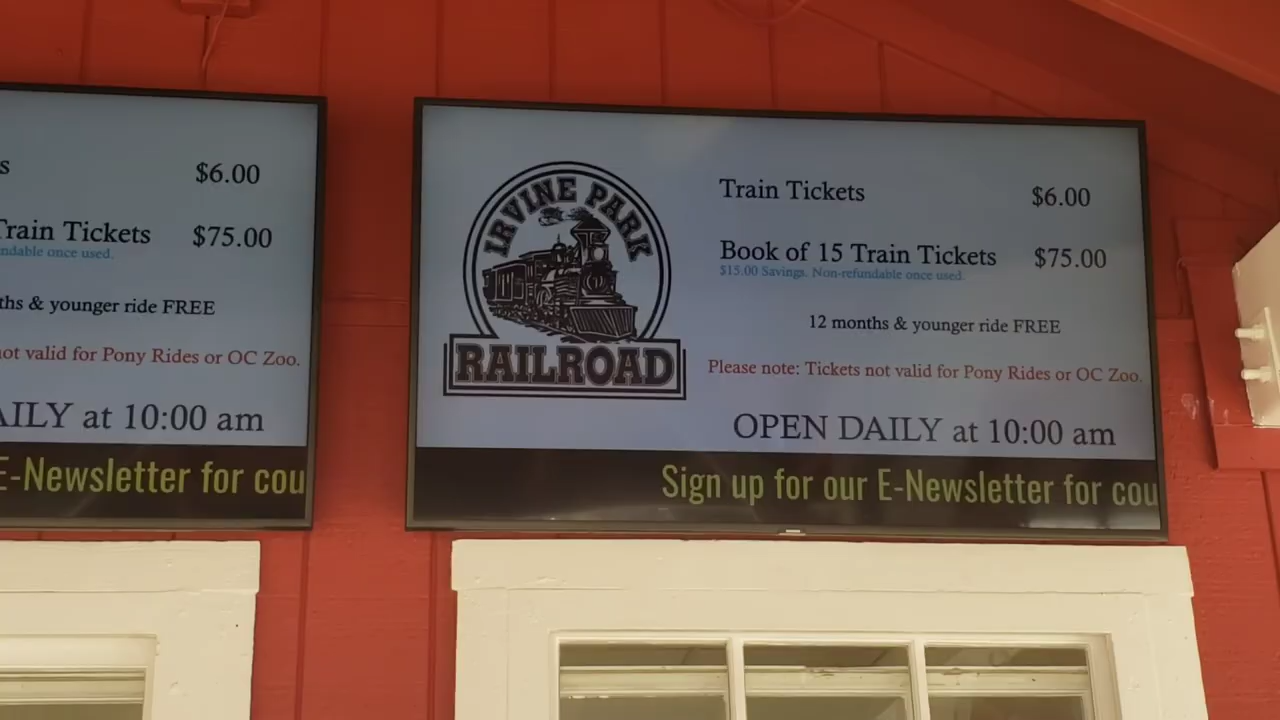 s
$6.00
Train Tickets
$75.00
ndable once used.
ths & younger ride FREE
not valid for Pony Rides or OC Zoo.
AILY at 10:00 am
E-Newsletter for cou
IRVINE PARK
RAILROAD
Train Tickets
$6.00
Book of 15 Train Tickets
$75.00
$15.00 Savings. Non-refundable once used.
12 months & younger ride FREE
Please note: Tickets not valid for Pony Rides or OC Zoo.
OPEN DAILY at 10:00 am
Sign up for our E-Newsletter for cou